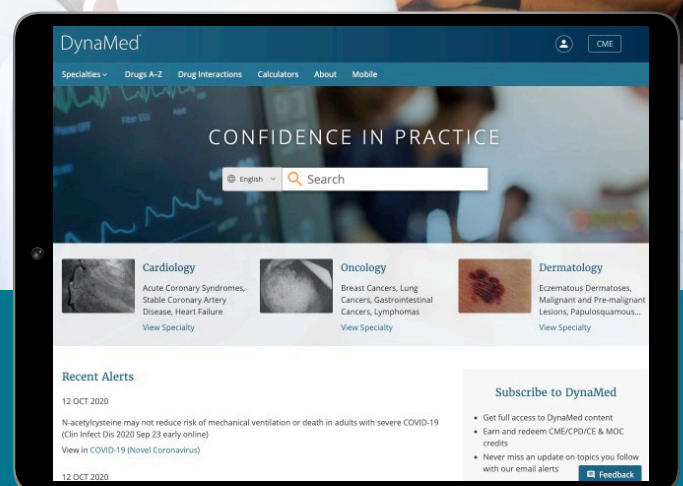 DynaMed
CME
Specialties Drugs A–Z Drug Interactions Calculators About Mobile
Pacer OFF
Filter ESU
CONFIDENCE IN PRACTICE
English Search
Cardiology
Acute Coronary Syndromes,
Stable Coronary Artery
Disease, Heart Failure
View Specialty
Oncology
Breast Cancers, Lung
Cancers, Gastrointestinal
Cancers, Lymphomas
View Specialty
Dermatology
Eczematous Dermatoses,
Malignant and Pre-malignant
Lesions, Papulosquamous...
View Specialty
Recent Alerts
12 OCT 2020
N-acetylcysteine may not reduce risk of mechanical ventilation or death in adults with severe COVID-19
(Clin Infect Dis 2020 Sep 23 early online)
View in COVID-19 (Novel Coronavirus)
12 OCT 2020
Subscribe to DynaMed
• Get full access to DynaMed content
• Earn and redeem CME/CPD/CE & MOC
credits
• Never miss an update on topics you follow
with our email alerts
Feedback